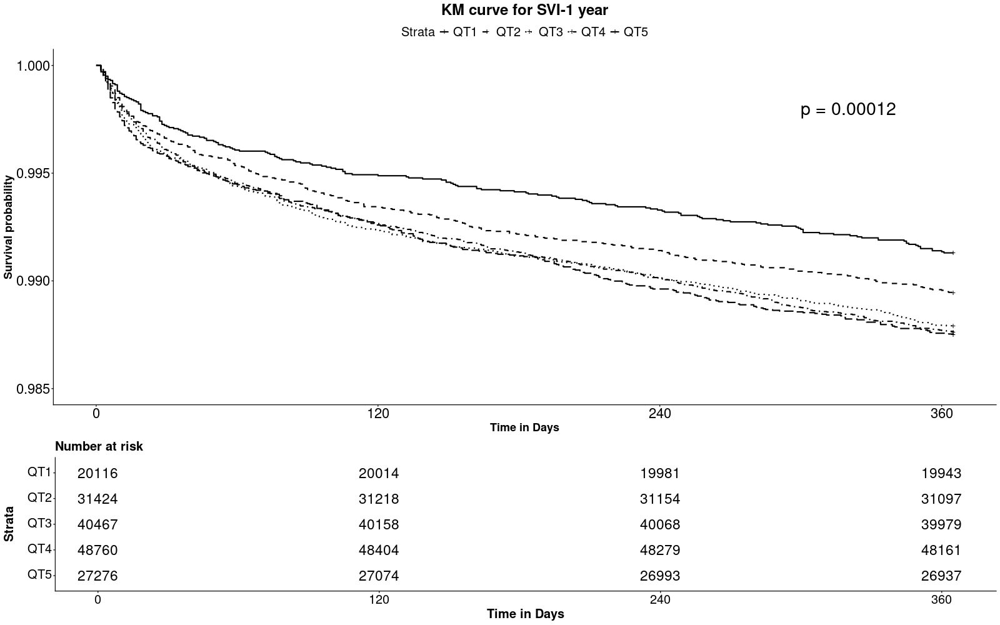 KM curve for SVI-1 year
Strata QT1 QT2 QT3 QT4 QT5
1.000
0.995
0.990
0.985
Survival probability
p = 0.00012
0 120 240 360
Time in Days
Number at risk
Strata
QT1 20116 20014 19981 19943
QT2 31424 31218 31154 31097
QT3 40467 40158 40068 39979
QT4 48760 48404 48279 48161
QT5 27276 27074 26993 26937
0 120 240 360
Time in Days